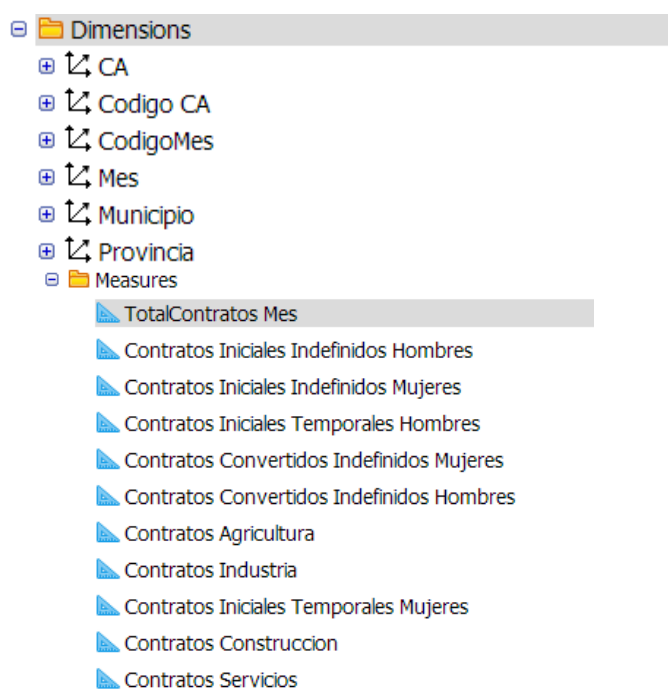 Dimensions
CA
Codigo CA
CodigoMes
Mes
Municipio
Provincia
Measures
TotalContratos Mes
Contratos Iniciales Indefinidos Hombres
Contratos Iniciales Indefinidos Mujeres
Contratos Iniciales Temporales Hombres
Contratos Convertidos Indefinidos Mujeres
Contratos Convertidos Indefinidos Hombres
Contratos Agricultura
Contratos Industria
Contratos Iniciales Temporales Mujeres
Contratos Construccion
Contratos Servicios